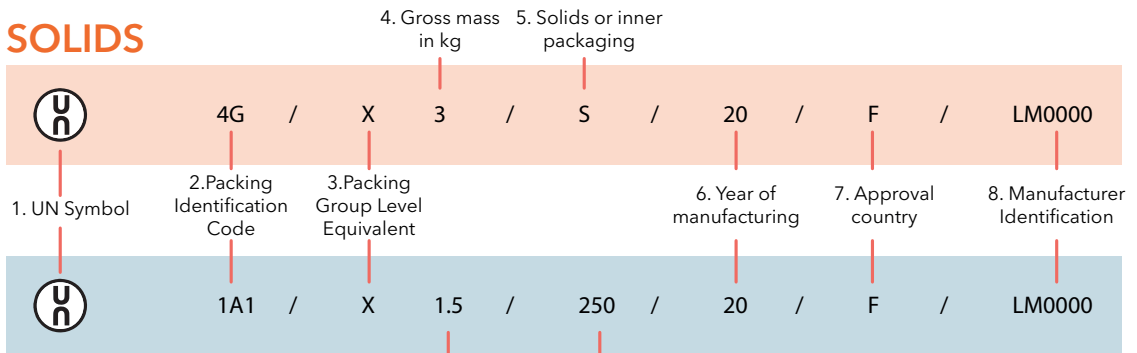 4. Gross mass
in kg
5. Solids or inner
packaging
SOLIDS
UN 4G / X 3 / S / 20 / F / LM0000
1. UN Symbol
2.Packing
Identification
Code
3.Packing
Group Level
Equivalent
6. Year of
manufacturing
7. Approval
country
8. Manufacturer
Identification
UN 1A1 / X 1.5 / 250 / 20 / F / LM0000